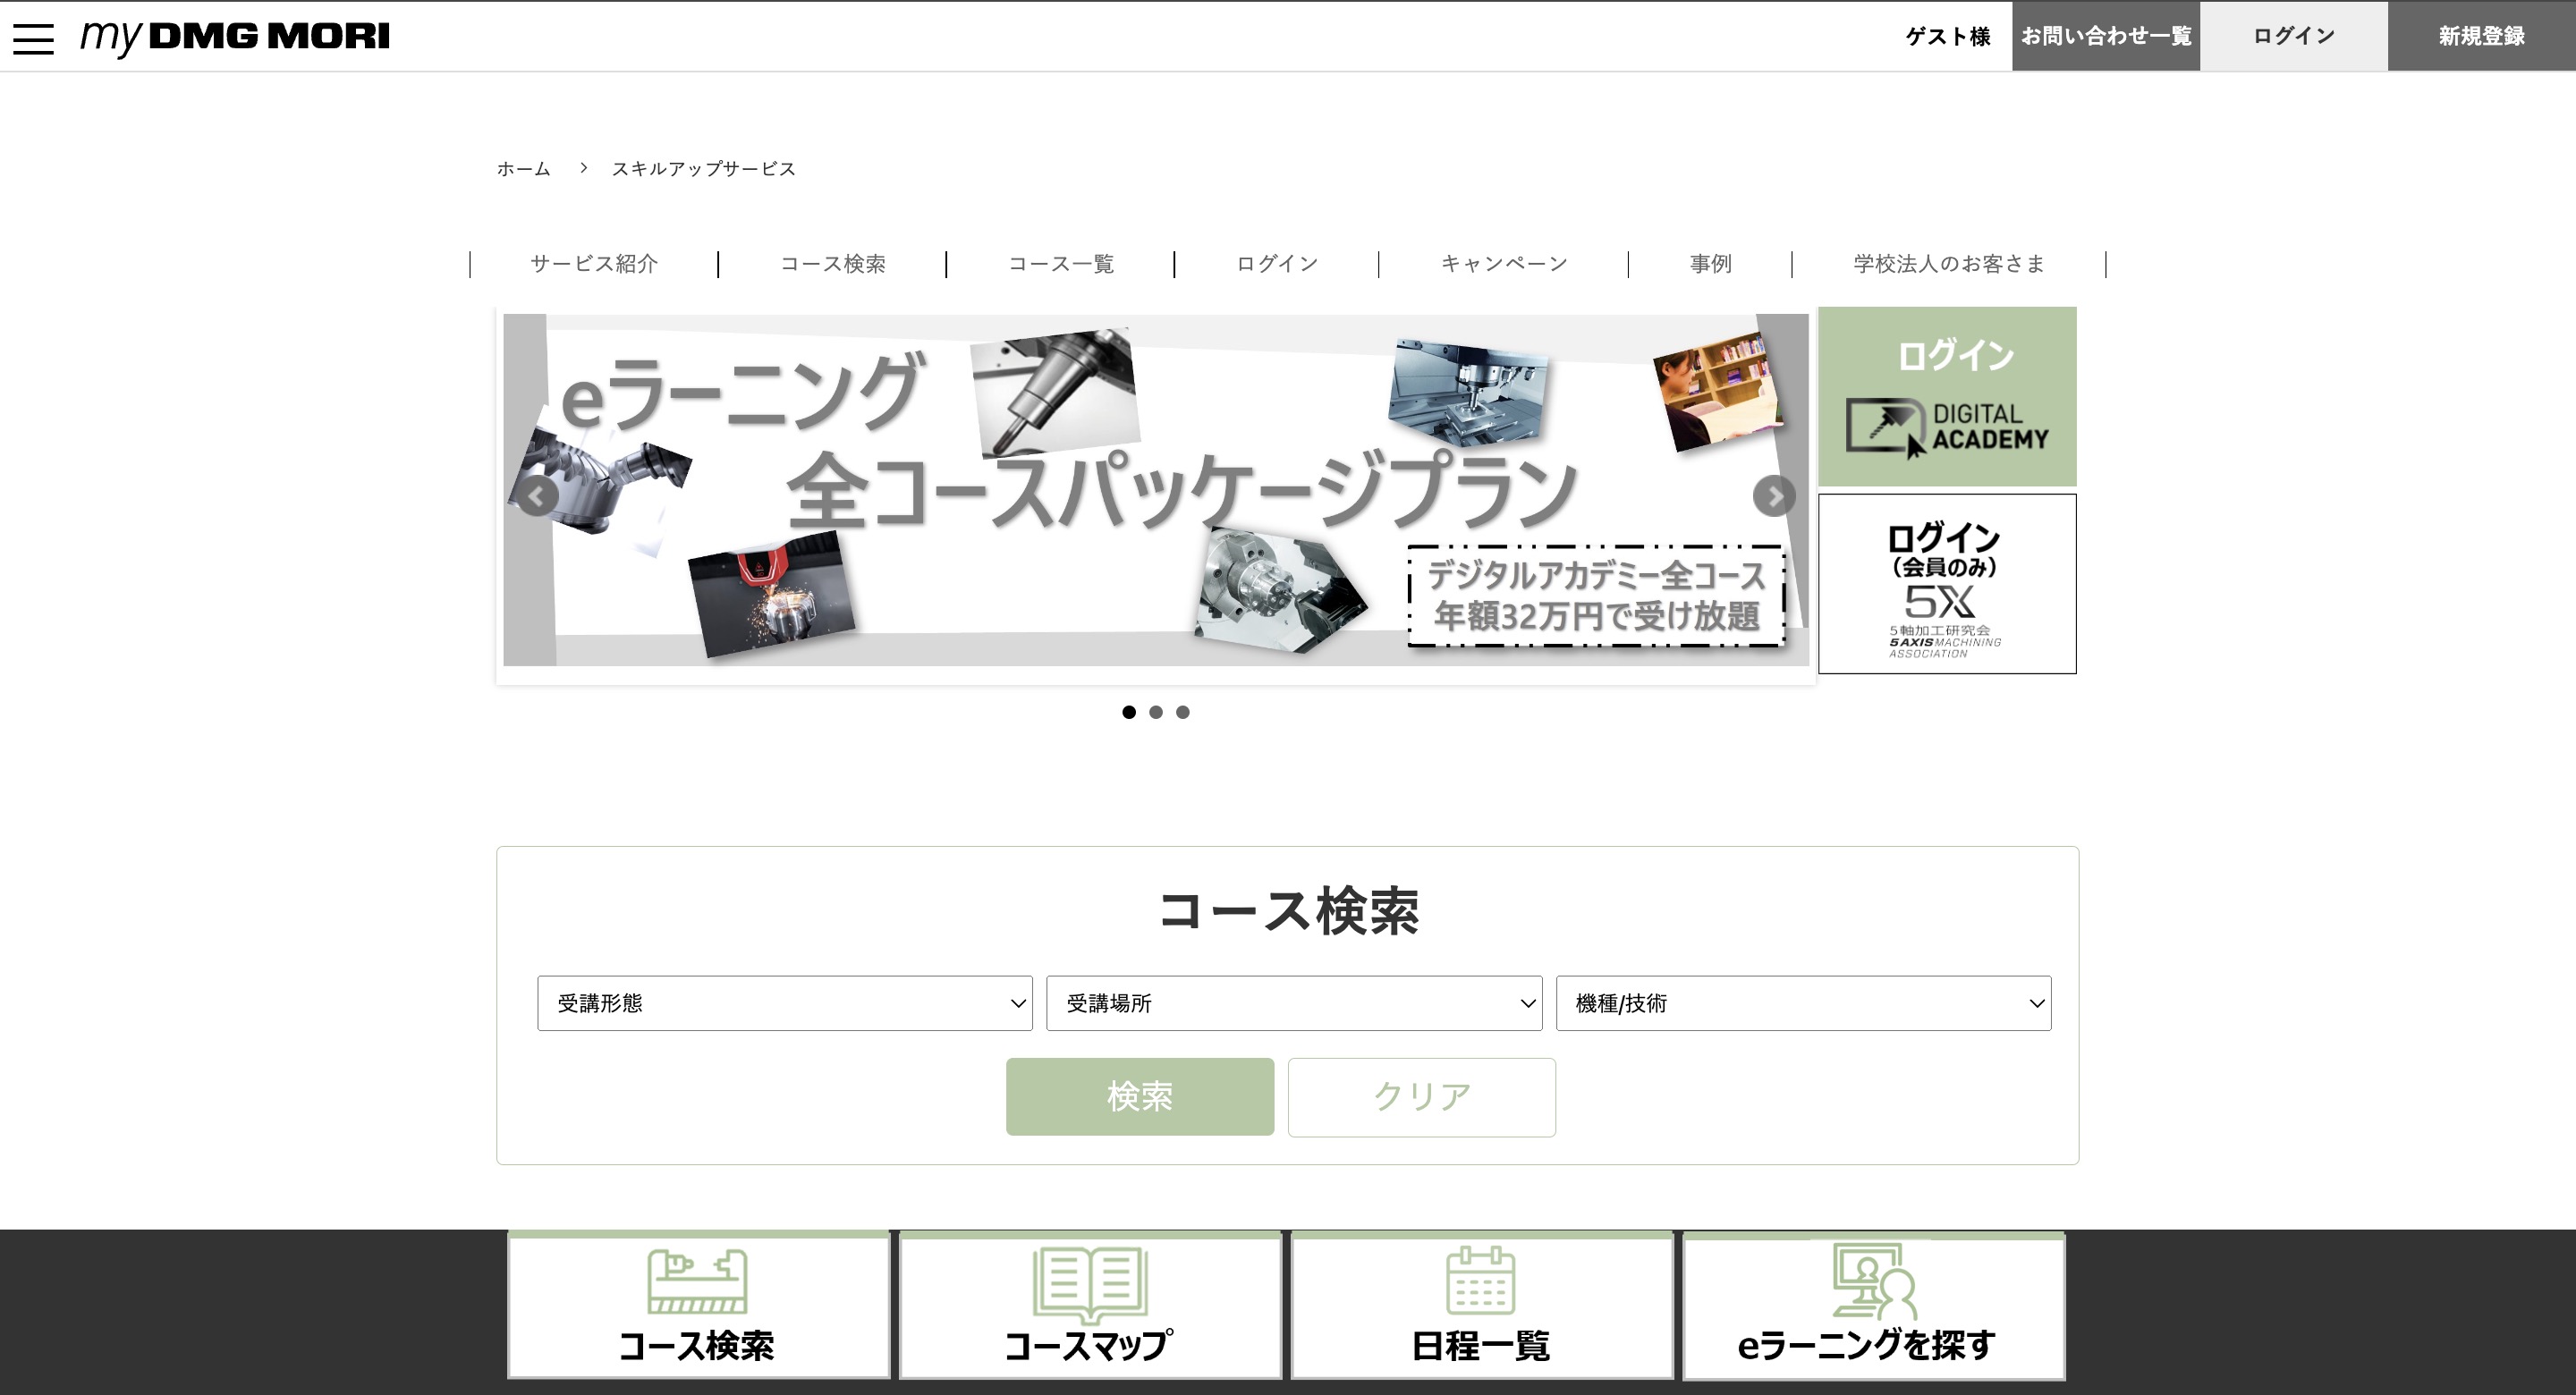 my DMG MORI
ゲスト様
お問い合わせ一覧
ログイン
新規登録
ホーム > スキルアップサービス
サービス紹介
コース検索
コース一覧
ログイン
キャンペーン
事例
学校法人のお客さま
eラーニング
全コースパッケージプラン
デジタルアカデミー全コース
年額32万円で受け放題
ログイン
DIGITAL
ACADEMY
ログイン
（会員のみ）
5X
5軸加工研究会
5 AXIS MACHINING
ASSOCIATION
コース検索
受講形態
受講場所
機種/技術
検索
クリア
コース検索
コースマップ
日程一覧
eラーニングを探す